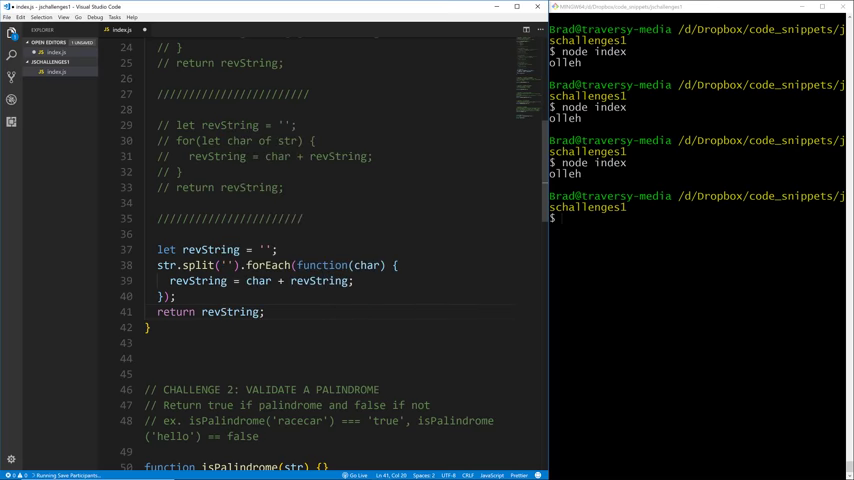 index.js - jschallenges1 - Visual Studio Code
MINGW64:/d/Dropbox/code_snippets/jschallenges1
File Edit Selection View Go Debug Tasks Help
EXPLORER
index.js
OPEN EDITORS 1 UNSAVED
index.js
JSCHALLENGES1
index.js
24 // }
25 // return revString;
26
27 ////////////////////////
28
29 // let revString = '';
30 // for(let char of str) {
31 //   revString = char + revString;
32 // }
33 // return revString;
34
35 ///////////////////////
36
37 let revString = '';
38 str.split('').forEach(function(char) {
39   revString = char + revString;
40 });
41 return revString;
42 }
43
44
45
46 // CHALLENGE 2: VALIDATE A PALINDROME
47 // Return true if palindrome and false if not
48 // ex. isPalindrome('racecar') === 'true', isPalindrome
('hello') == false
49
50 function isPalindrome(str) {}
Brad@traversy-media /d/Dropbox/code_snippets/j
schallenges1
$ node index
olleh
Brad@traversy-media /d/Dropbox/code_snippets/j
schallenges1
$ node index
olleh
Brad@traversy-media /d/Dropbox/code_snippets/j
schallenges1
$ node index
olleh
Brad@traversy-media /d/Dropbox/code_snippets/j
schallenges1
$
0 0 Running Save Participants... Go Live Ln 41, Col 20 Spaces: 2 UTF-8 CRLF JavaScript Prettier